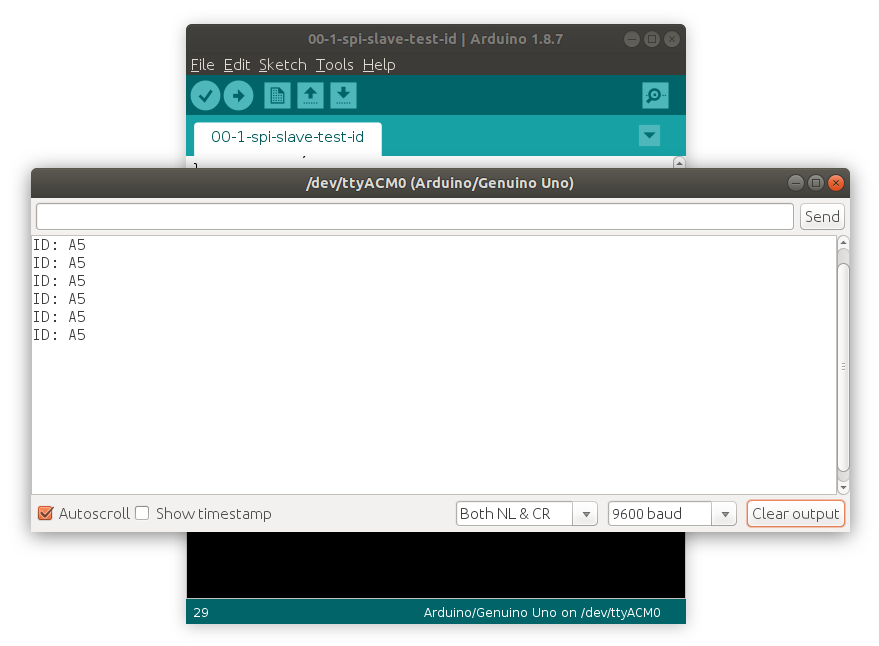 00-1-spi-slave-test-id | Arduino 1.8.7
File Edit Sketch Tools Help
00-1-spi-slave-test-id
/dev/ttyACM0 (Arduino/Genuino Uno)
Send
ID: A5
ID: A5
ID: A5
ID: A5
ID: A5
ID: A5
Autoscroll Show timestamp Both NL & CR 9600 baud Clear output
29 Arduino/Genuino Uno on /dev/ttyACM0